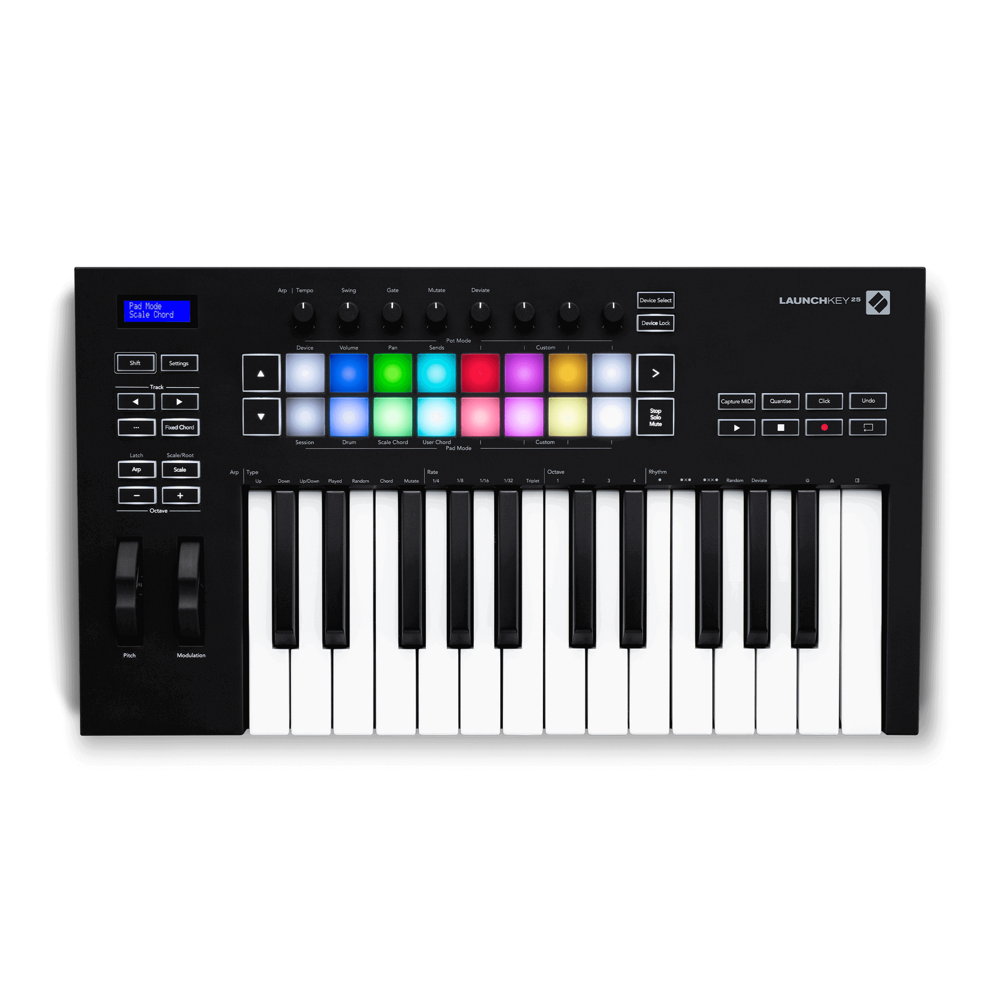 Arp | Tempo Swing Gate Mutate Deviate
Device Select
LAUNCHKEY 25
Pad Mode
Scale Chord
Device Lock
Pot Mode
Device Volume Pan Sends Custom
Shift Settings
Track
Capture MIDI Quantise Click Undo
... Fixed Chord
Stop
Solo
Mute
Session Drum Scale Chord User Chord Custom
Pad Mode
Latch Scale/Root
Arp Scale
Arp Type Rate Octave Rhythm
Up Down Up/Down Played Random Chord Mutate 1/4 1/8 1/16 1/32 Triplet 1 2 3 4 Random Deviate
- +
Octave
Pitch Modulation